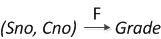 (Sno, Cno) —F→ Grade